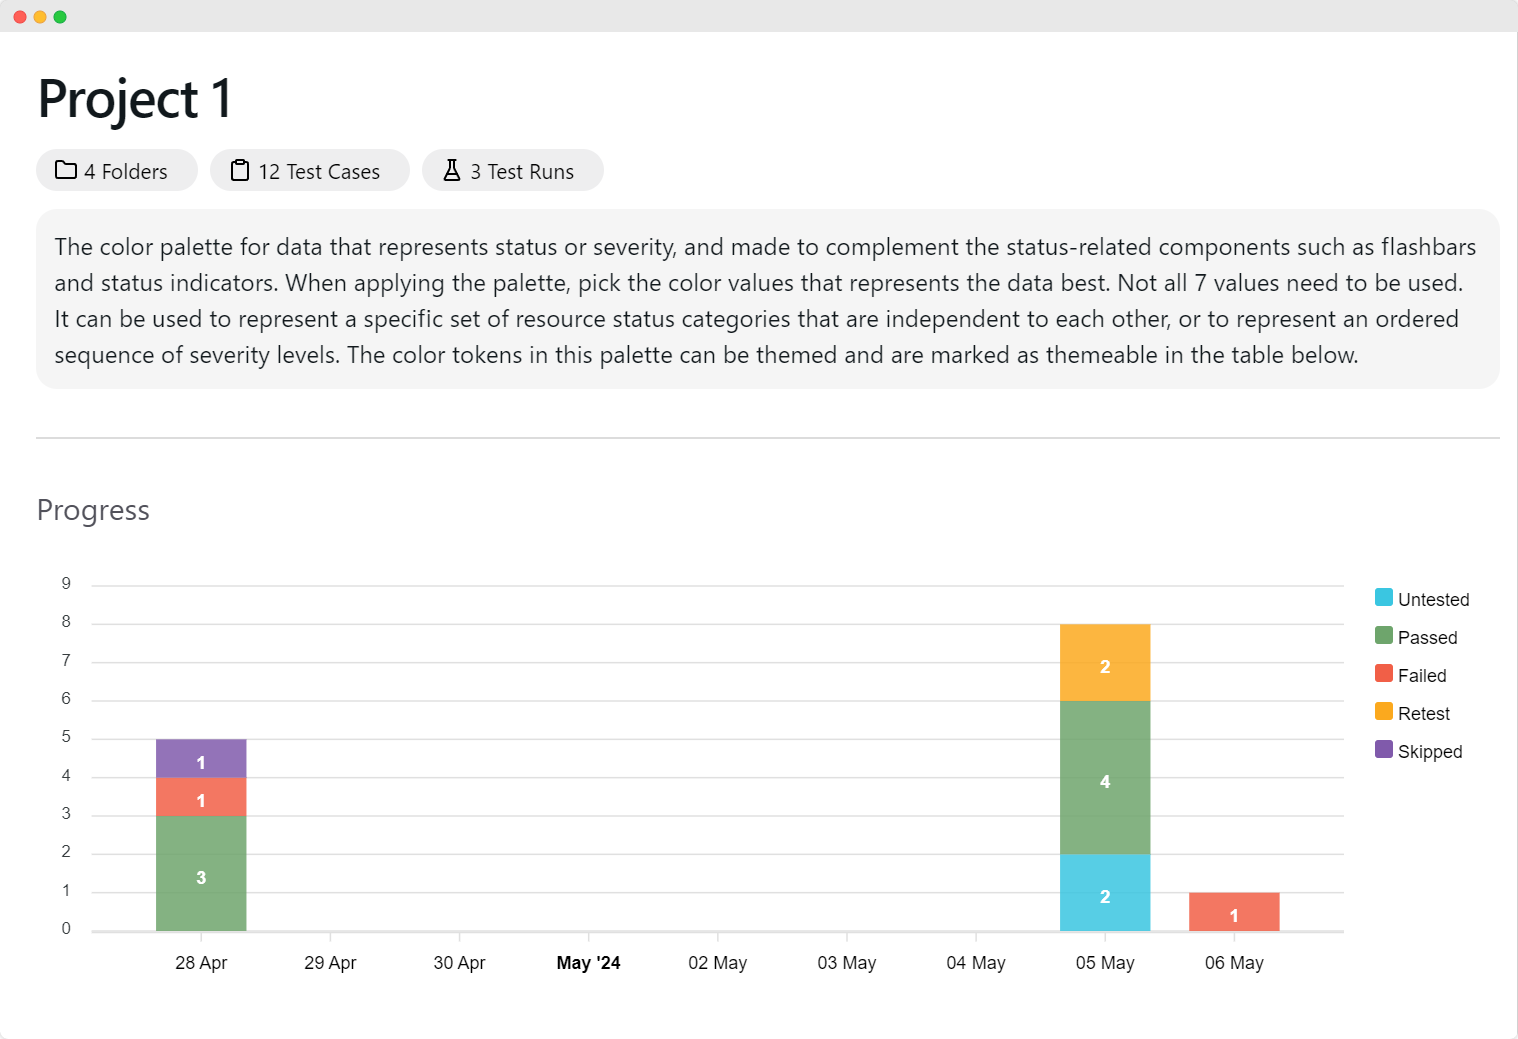 Project 1
4 Folders
12 Test Cases
3 Test Runs
The color palette for data that represents status or severity, and made to complement the status-related components such as flashbars
and status indicators. When applying the palette, pick the color values that represents the data best. Not all 7 values need to be used.
It can be used to represent a specific set of resource status categories that are independent to each other, or to represent an ordered
sequence of severity levels. The color tokens in this palette can be themed and are marked as themeable in the table below.
Progress
9
8
7
6
5
4
3
2
1
0
1
1
3
2
4
2
1
28 Apr
29 Apr
30 Apr
May '24
02 May
03 May
04 May
05 May
06 May
Untested
Passed
Failed
Retest
Skipped